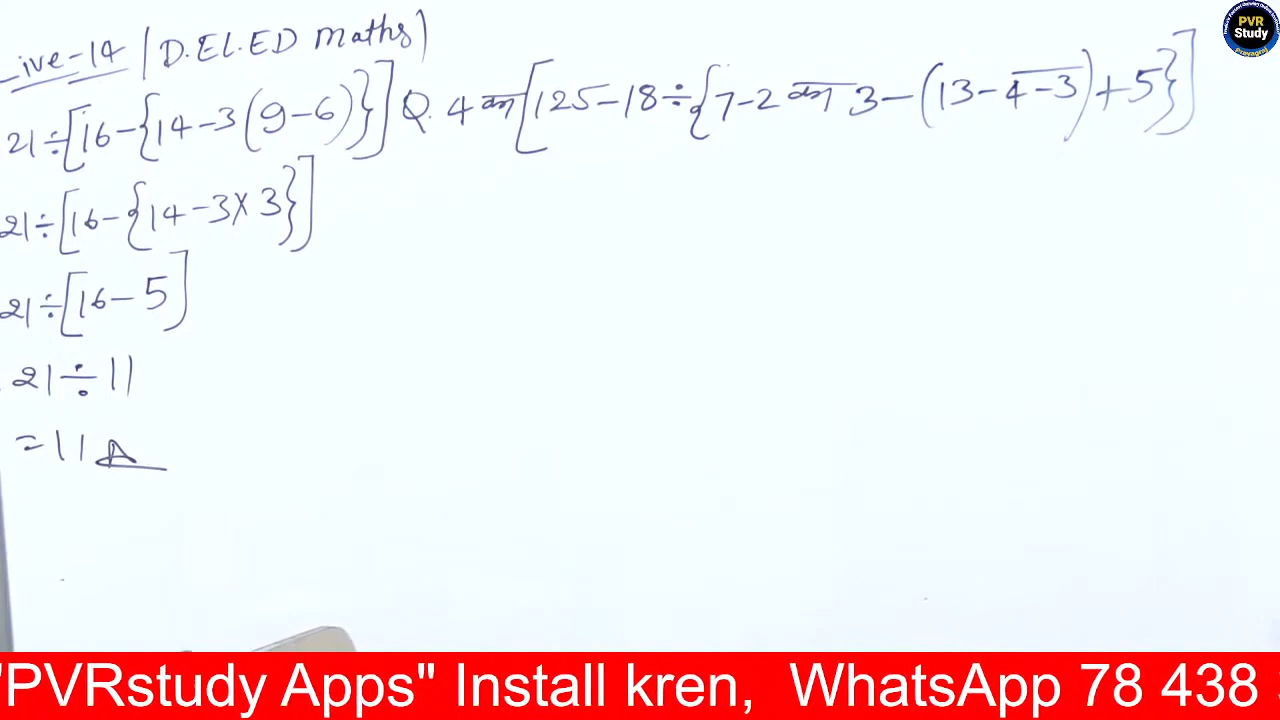 ive-14 | D.El.ED maths)
21÷[16-{14-3(9-6)}] Q. 4 का [125-18÷{7-2 का 3-(13-4̅-̅3̅)+5}]
21÷[16-{14-3×3}]
21÷[16-5]
21÷11
=11 A
PVR
Study
Prayagraj
"PVRstudy Apps" Install kren, WhatsApp 78 438